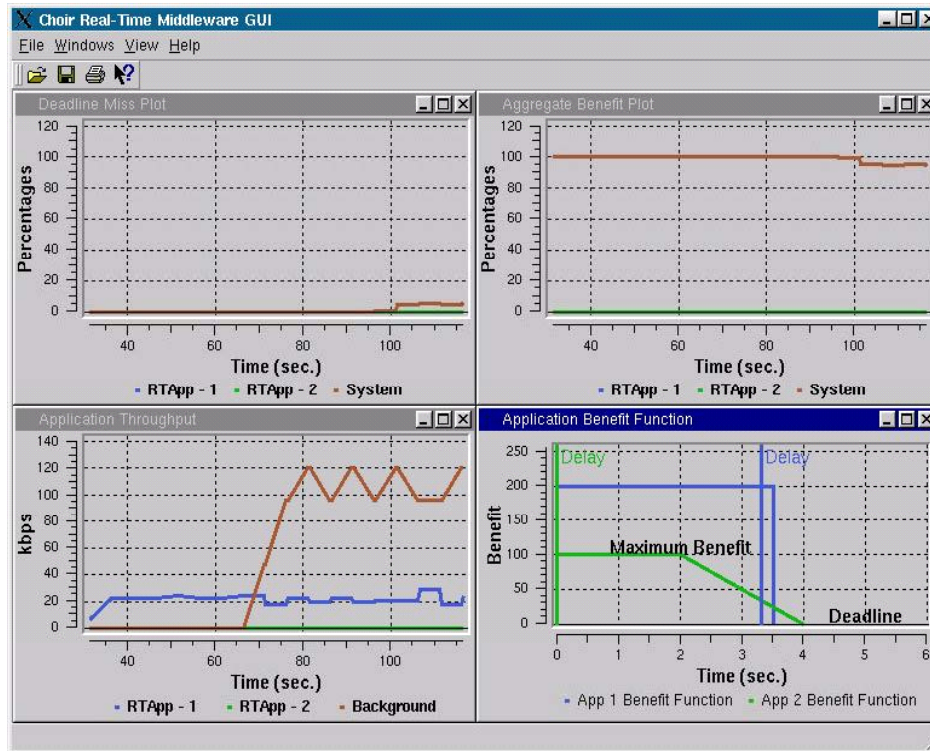 Choir Real-Time Middleware GUI
File Windows View Help
Deadline Miss Plot
120
100
80
60
40
20
0
Percentages
40 60 80 100
Time (sec.)
RTApp - 1 RTApp - 2 System
Aggregate Benefit Plot
120
100
80
60
40
20
0
Percentages
40 60 80 100
Time (sec.)
RTApp - 1 RTApp - 2 System
Application Throughput
140
120
100
80
60
40
20
0
kbps
40 60 80 100
Time (sec.)
RTApp - 1 RTApp - 2 Background
Application Benefit Function
250
200
150
100
50
0
Benefit
Delay Delay
Maximum Benefit
Deadline
0 1 2 3 4 5 6
Time (sec.)
App 1 Benefit Function App 2 Benefit Function